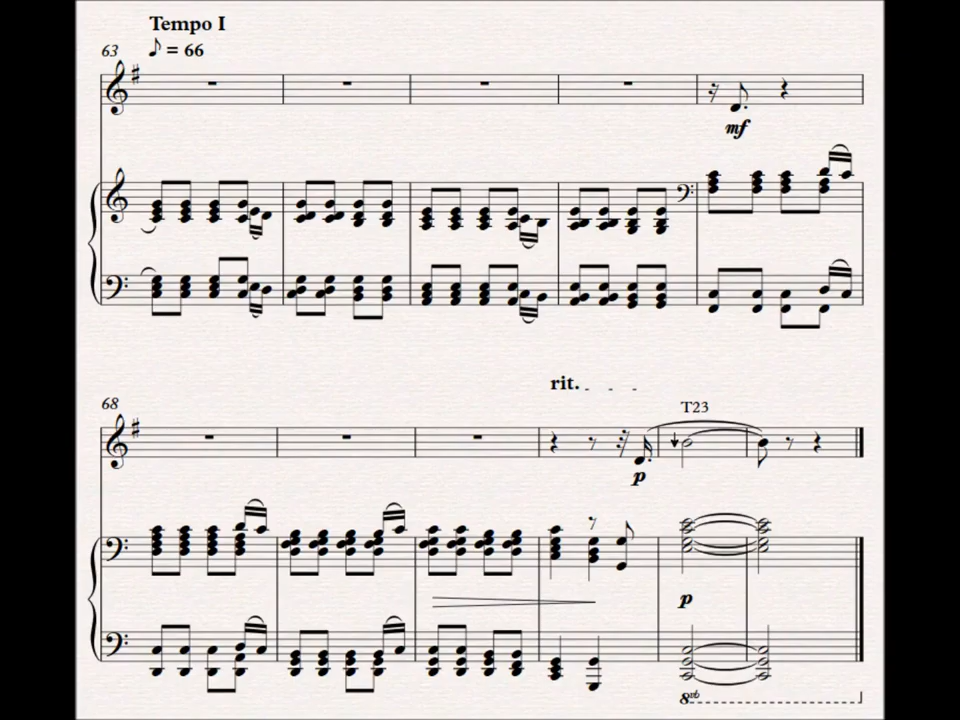 Tempo I
63 ♪ = 66
mf
rit.
68
T23
p
p
8vb